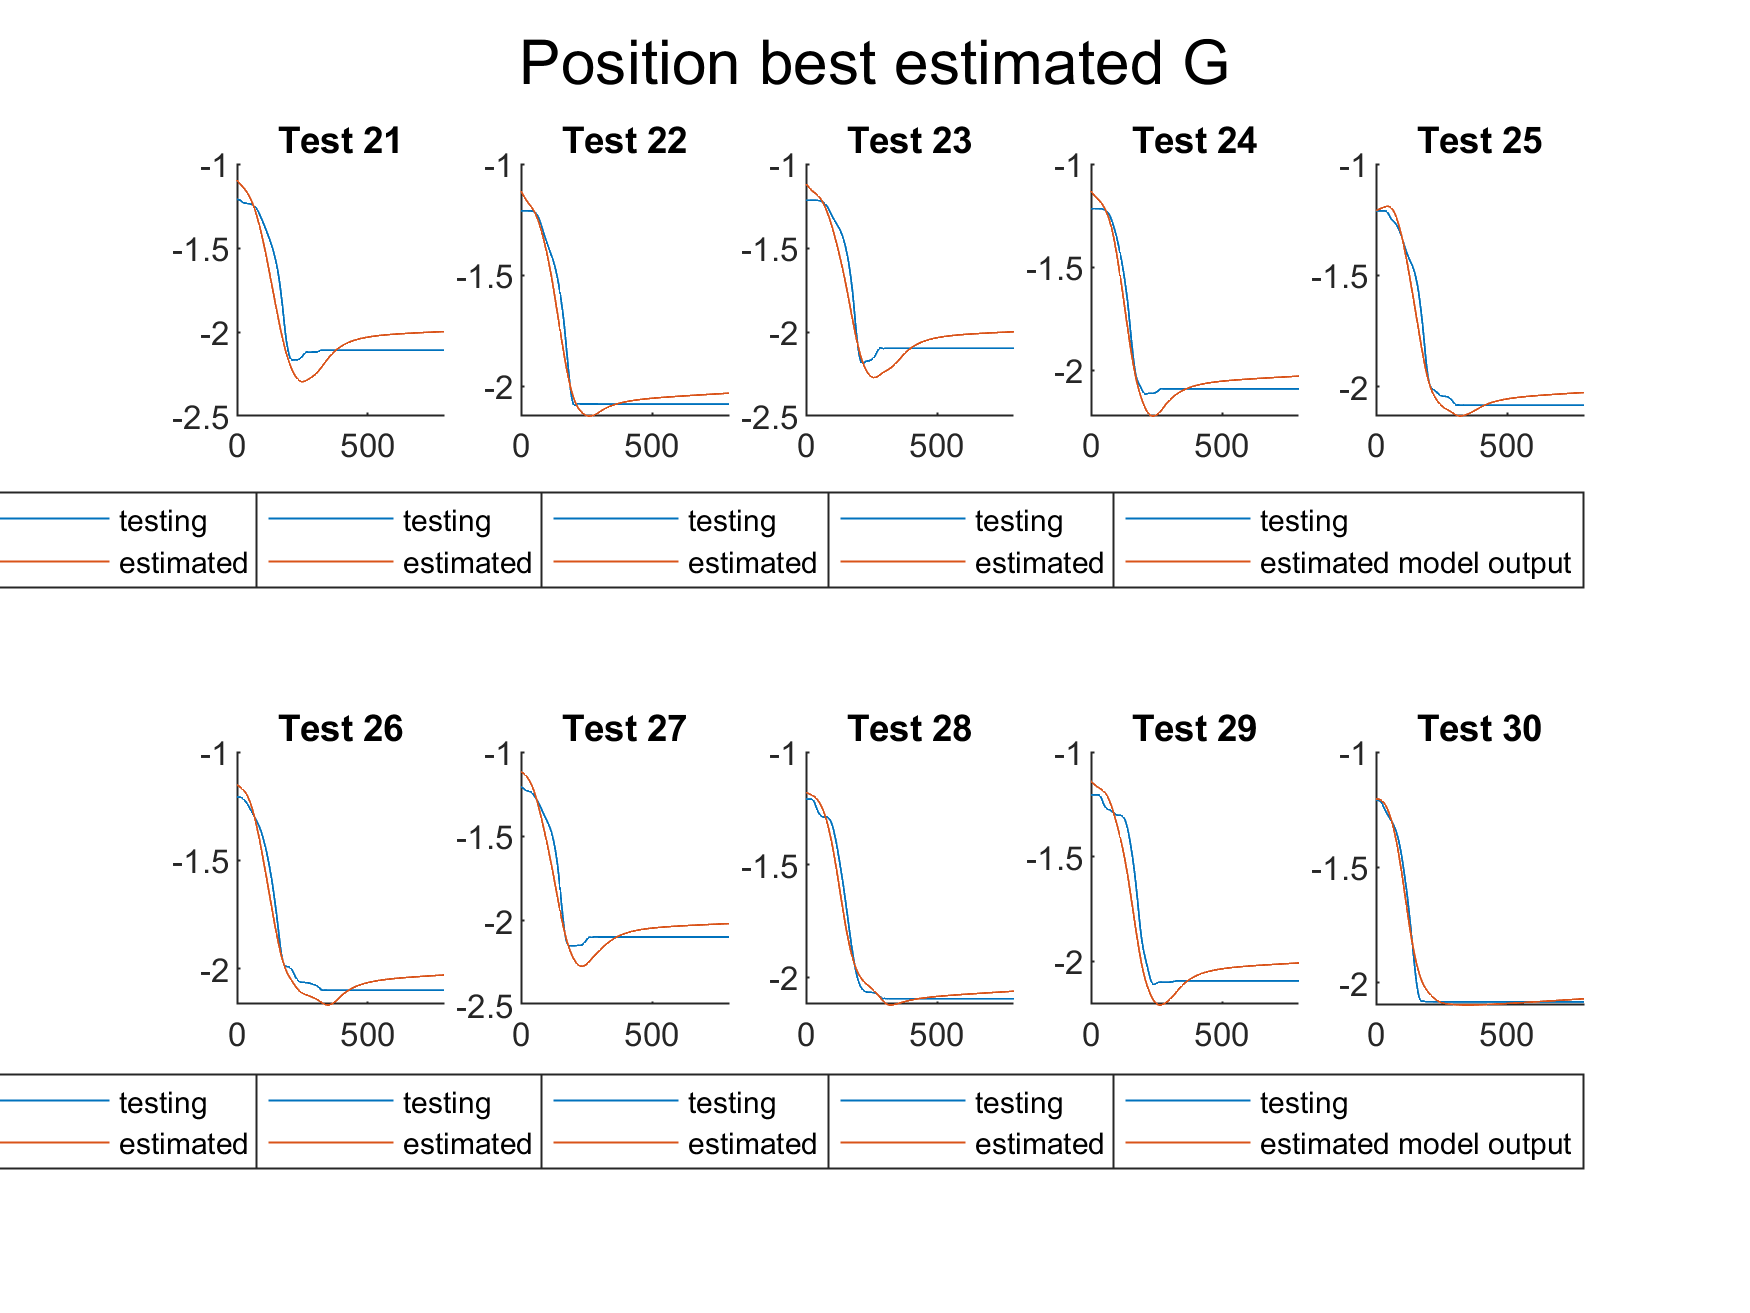 Position best estimated G
Test 21 Test 22 Test 23 Test 24 Test 25
-1 -1 -1 -1 -1
-1.5 -1.5 -1.5 -1.5 -1.5
-2 -2 -2 -2 -2
-2.5 -2.5
0 500 0 500 0 500 0 500 0 500
testing testing testing testing testing
estimated estimated estimated estimated estimated model output
Test 26 Test 27 Test 28 Test 29 Test 30
-1 -1 -1 -1 -1
-1.5 -1.5 -1.5 -1.5 -1.5
-2 -2 -2 -2 -2
-2.5
0 500 0 500 0 500 0 500 0 500
testing testing testing testing testing
estimated estimated estimated estimated estimated model output